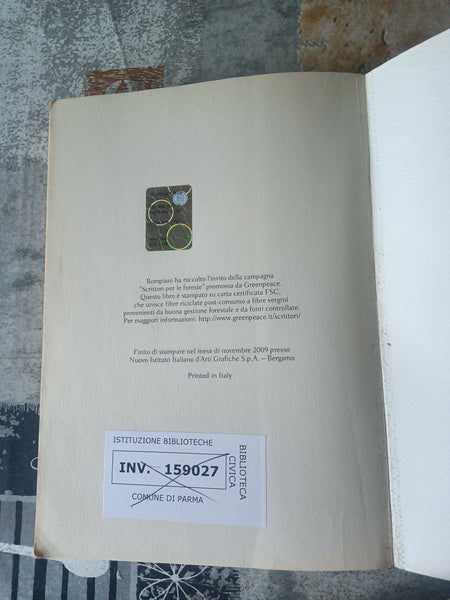 Bompiani ha raccolto l'invito della campagna
"Scrittori per le foreste" promossa da Greenpeace.
Questo libro è stampato su carta certificata FSC,
che unisce fibre riciclate post-consumo a fibre vergini
provenienti da buona gestione forestale e da fonti controllate.
Per maggiori informazioni: http://www.greenpeace.it/scrittori/
Finito di stampare nel mese di novembre 2009 presso
Nuovo Istituto Italiano d'Arti Grafiche S.p.A. – Bergamo
Printed in Italy
ISTITUZIONE BIBLIOTECHE
INV. 159027
COMUNE DI PARMA
BIBLIOTECA
CIVICA